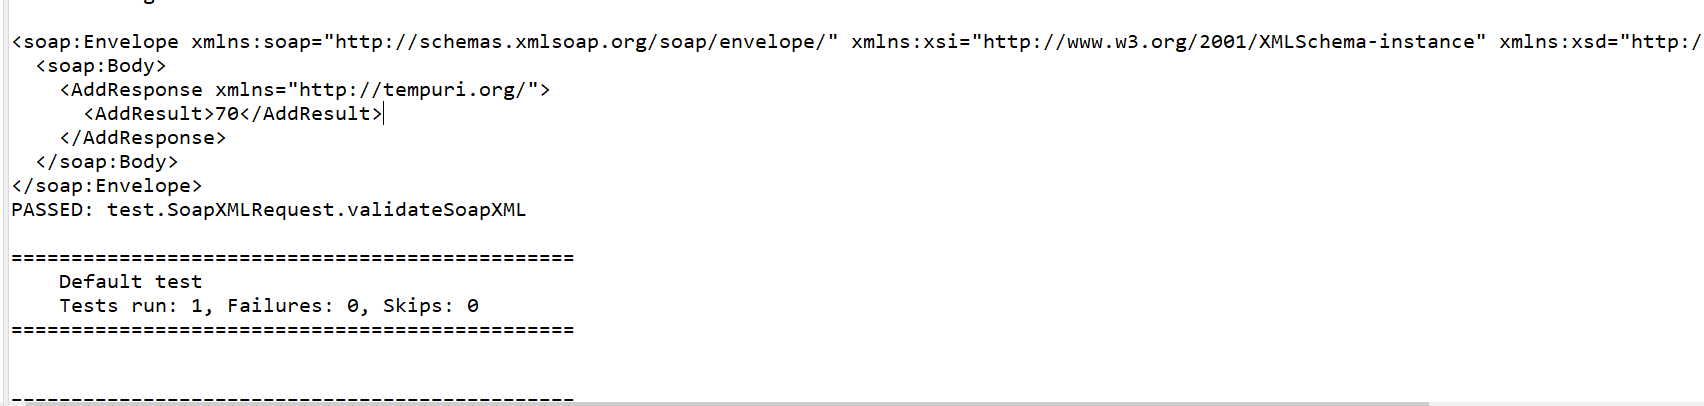 <soap:Envelope xmlns:soap="http://schemas.xmlsoap.org/soap/envelope/" xmlns:xsi="http://www.w3.org/2001/XMLSchema-instance" xmlns:xsd="http:/
  <soap:Body>
    <AddResponse xmlns="http://tempuri.org/">
      <AddResult>70</AddResult>
    </AddResponse>
  </soap:Body>
</soap:Envelope>
PASSED: test.SoapXMLRequest.validateSoapXML
===============================================
    Default test
    Tests run: 1, Failures: 0, Skips: 0
===============================================